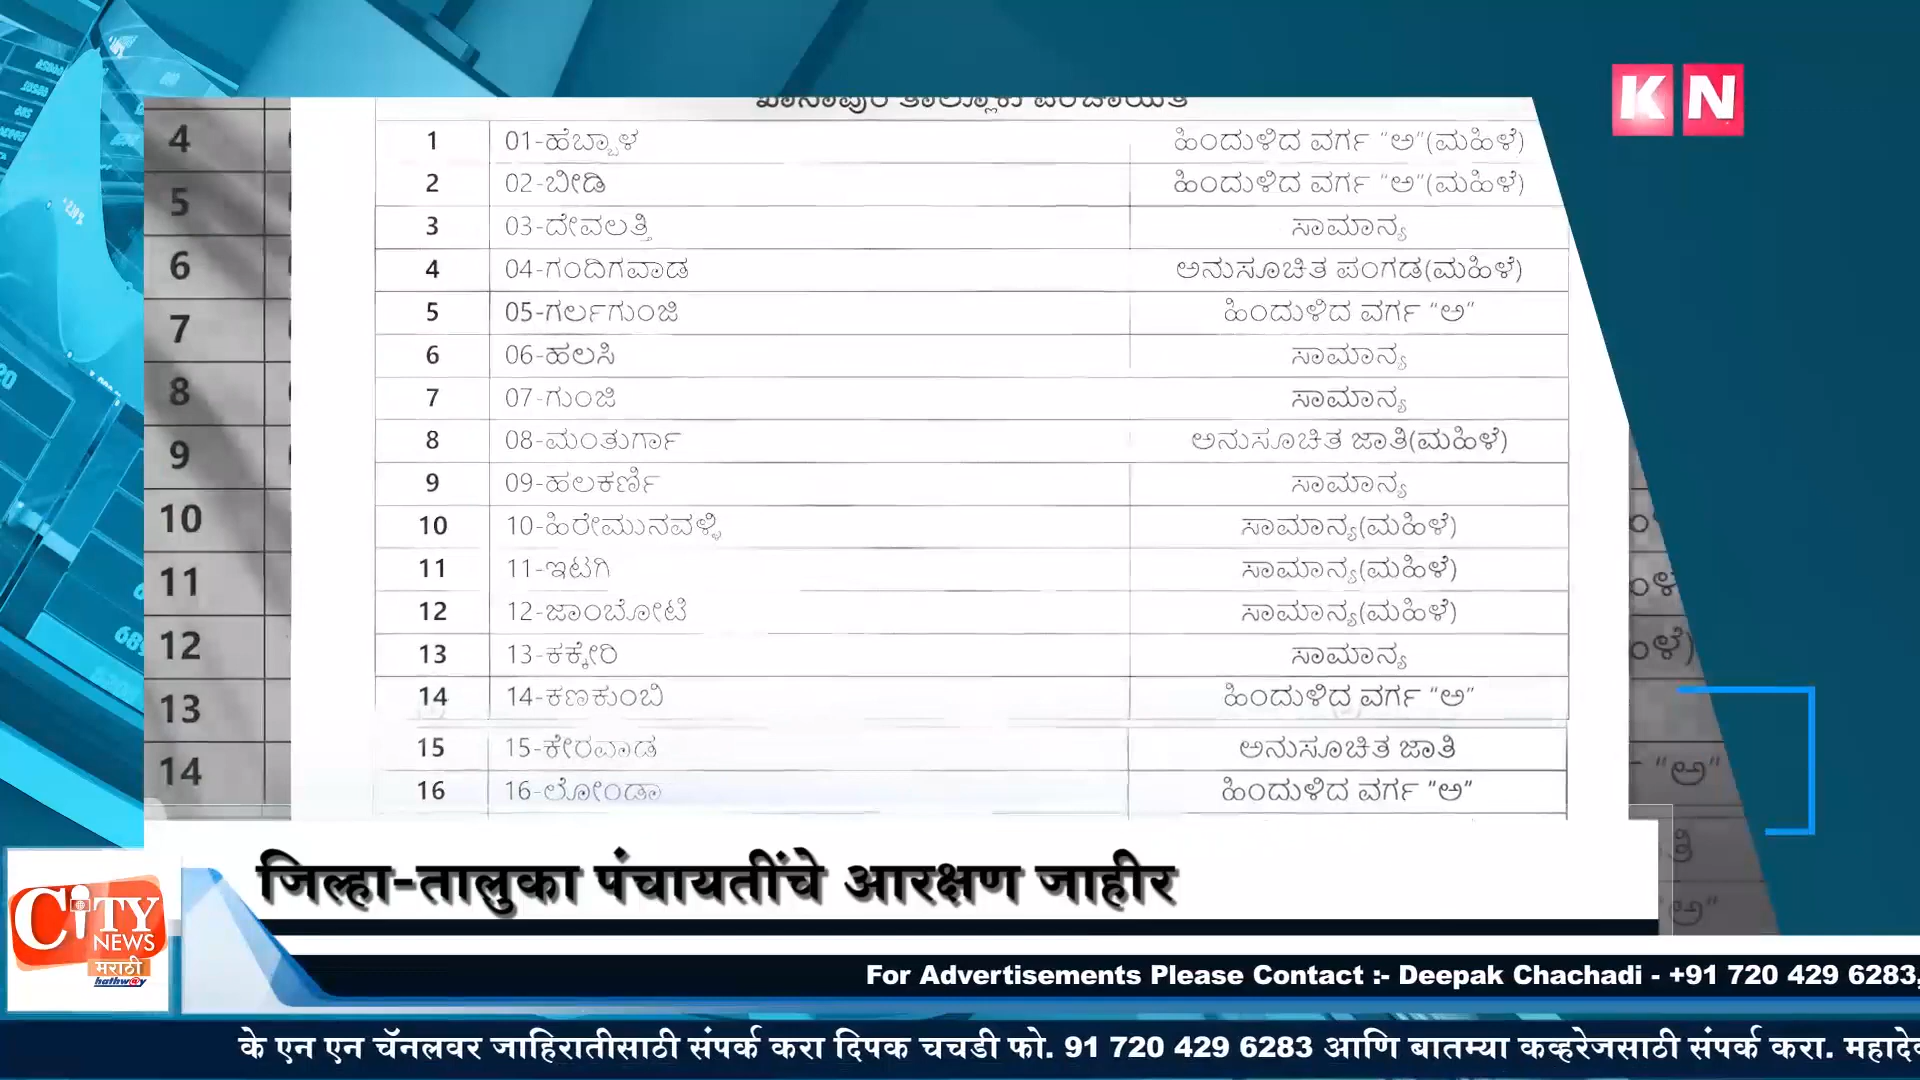 KN
ಖಾನಾಪುರ ತಾಲ್ಲೂಕು ಪಂಚಾಯತ
1 01-ಹೆಬ್ಬಾಳ ಹಿಂದುಳಿದ ವರ್ಗ "ಅ"(ಮಹಿಳೆ)
2 02-ಬೀಡಿ ಹಿಂದುಳಿದ ವರ್ಗ "ಅ"(ಮಹಿಳೆ)
3 03-ದೇವಲತ್ತಿ ಸಾಮಾನ್ಯ
4 04-ಗಂದಿಗವಾಡ ಅನುಸೂಚಿತ ಪಂಗಡ(ಮಹಿಳೆ)
5 05-ಗರ್ಲಗುಂಜಿ ಹಿಂದುಳಿದ ವರ್ಗ "ಅ"
6 06-ಹಲಸಿ ಸಾಮಾನ್ಯ
7 07-ಗುಂಜಿ ಸಾಮಾನ್ಯ
8 08-ಮಂತುರ್ಗಾ ಅನುಸೂಚಿತ ಜಾತಿ(ಮಹಿಳೆ)
9 09-ಹಲಕರ್ಣಿ ಸಾಮಾನ್ಯ
10 10-ಹಿರೇಮುನವಳ್ಳಿ ಸಾಮಾನ್ಯ(ಮಹಿಳೆ)
11 11-ಇಟಗಿ ಸಾಮಾನ್ಯ(ಮಹಿಳೆ)
12 12-ಜಾಂಬೋಟಿ ಸಾಮಾನ್ಯ(ಮಹಿಳೆ)
13 13-ಕಕ್ಕೇರಿ ಸಾಮಾನ್ಯ
14 14-ಕಣಕುಂಬಿ ಹಿಂದುಳಿದ ವರ್ಗ "ಅ"
15 15-ಕೇರವಾಡ ಅನುಸೂಚಿತ ಜಾತಿ
16 16-ಲೋಂಡಾ ಹಿಂದುಳಿದ ವರ್ಗ "ಅ"
4
5
6
7
8
9
10
11
12
13
14
जिल्हा-तालुका पंचायतींचे आरक्षण जाहीर
CiTY
NEWS
मराठी
hathway
For Advertisements Please Contact :- Deepak Chachadi - +91 720 429 6283,
के एन एन चॅनलवर जाहिरातीसाठी संपर्क करा दिपक चचडी फो. 91 720 429 6283 आणि बातम्या कव्हरेजसाठी संपर्क करा. महादे